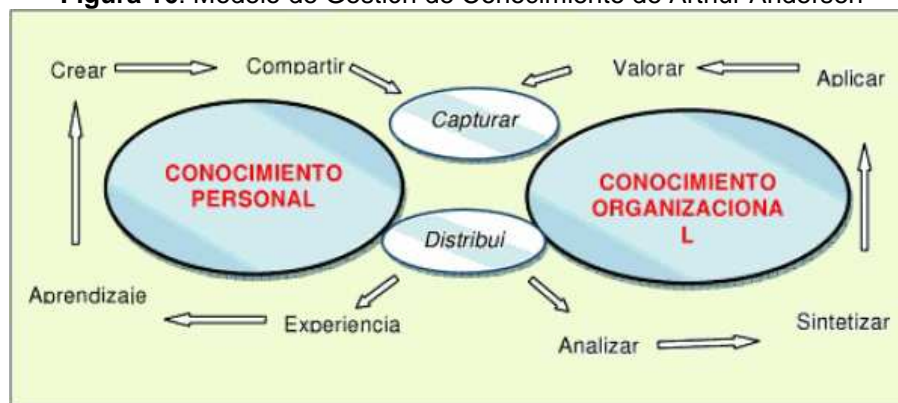 Figura 10. Modelo de Gestión de Conocimiento de Arthur Andersen
Crear
Compartir
Valorar
Aplicar
Capturar
CONOCIMIENTO
PERSONAL
CONOCIMIENTO
ORGANIZACIONA
L
Distribui
Aprendizaje
Experiencia
Analizar
Sintetizar